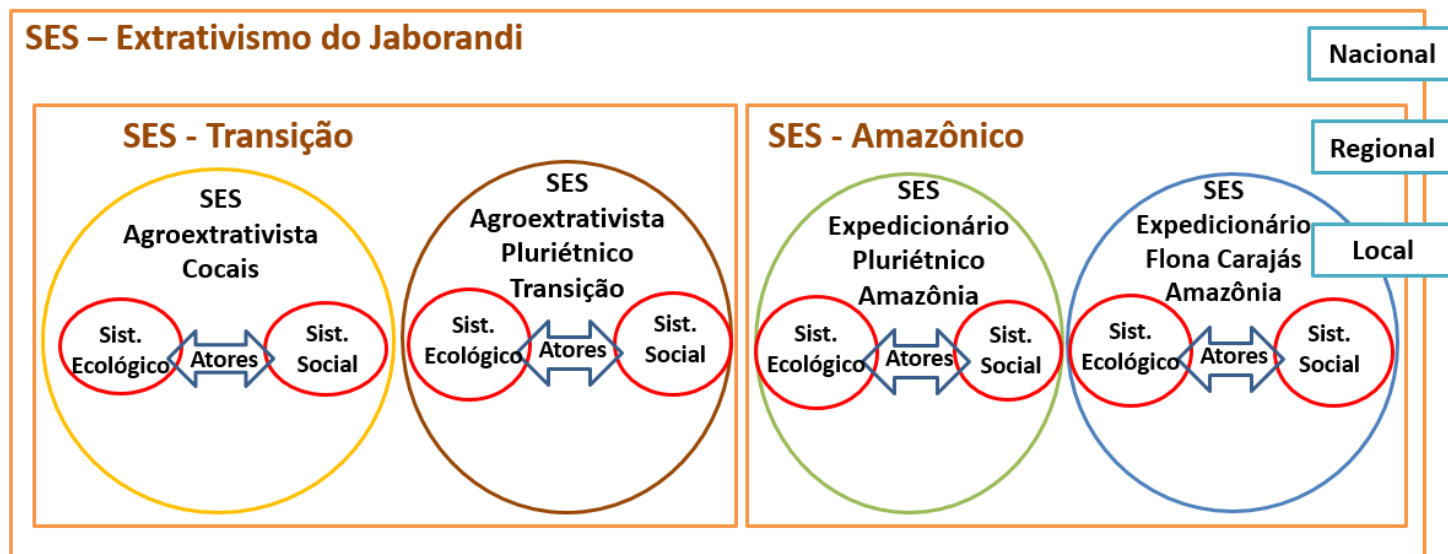 SES – Extrativismo do Jaborandi
Nacional
SES - Transição
SES - Amazônico
Regional
SES
Agroextrativista
Cocais
Sist.
Ecológico
Atores
Sist.
Social
SES
Agroextrativista
Pluriétnico
Transição
Sist.
Ecológico
Atores
Sist.
Social
SES
Expedicionário
Pluriétnico
Amazônia
Sist.
Ecológico
Atores
Sist.
Social
SES
Expedicionário
Flona Carajás
Amazônia
Sist.
Ecológico
Atores
Sist.
Social
Local